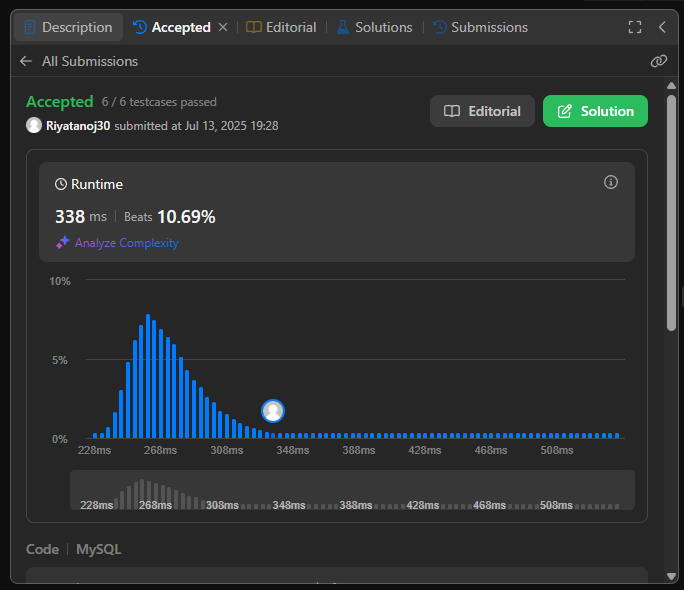 Description Accepted Editorial Solutions Submissions
All Submissions
Accepted 6 / 6 testcases passed
Riyatanoj30 submitted at Jul 13, 2025 19:28
Editorial Solution
Runtime
338 ms Beats 10.69%
Analyze Complexity
10%
5%
0%
228ms 268ms 308ms 348ms 388ms 428ms 468ms 508ms
228ms 268ms 308ms 348ms 388ms 428ms 468ms 508ms
Code MySQL